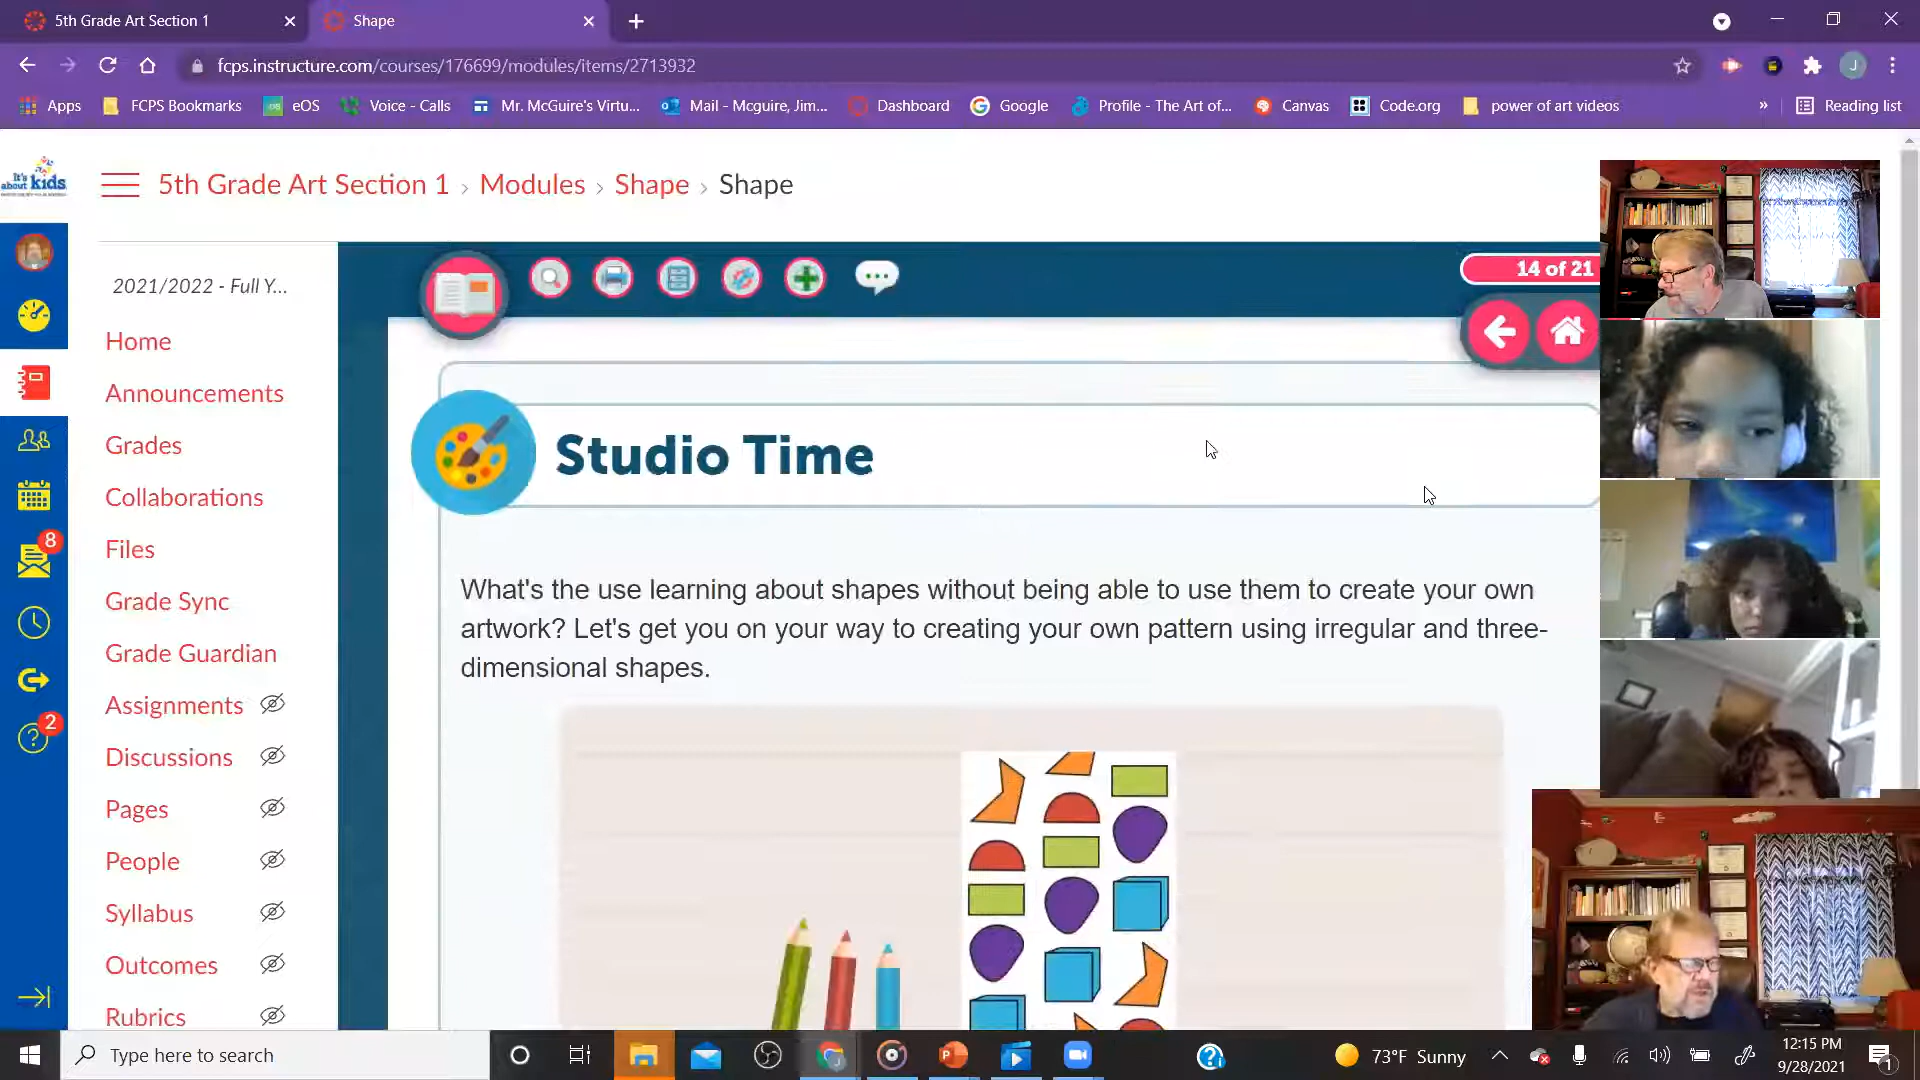 5th Grade Art Section 1
Shape
fcps.instructure.com/courses/176699/modules/items/2713932
Apps
FCPS Bookmarks
eOS
Voice - Calls
Mr. McGuire's Virtu...
Mail - Mcguire, Jim...
Dashboard
Google
Profile - The Art of...
Canvas
Code.org
power of art videos
»
Reading list
J
It's about kids
5th Grade Art Section 1 > Modules > Shape > Shape
2021/2022 - Full Y...
Home
Announcements
Grades
Collaborations
Files
8
Grade Sync
Grade Guardian
Assignments
2
Discussions
Pages
People
Syllabus
Outcomes
Rubrics
14 of 21
Studio Time
What's the use learning about shapes without being able to use them to create your own
artwork? Let's get you on your way to creating your own pattern using irregular and three-
dimensional shapes.
Type here to search
73°F Sunny
12:15 PM
9/28/2021
1